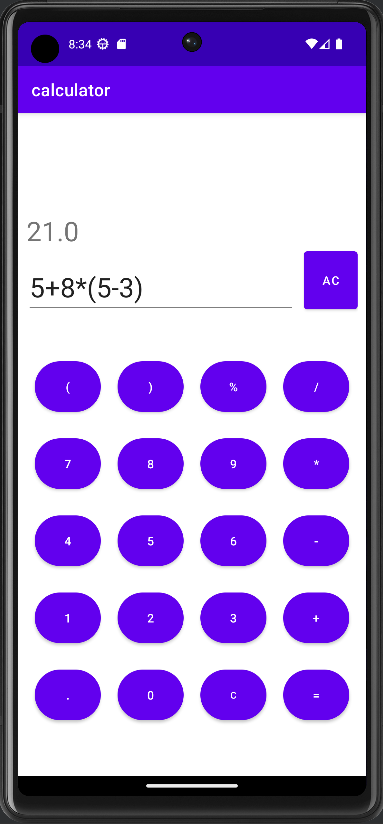 8:34
calculator
21.0
5+8*(5-3)
AC
( ) % /
7 8 9 *
4 5 6 -
1 2 3 +
. 0 C =